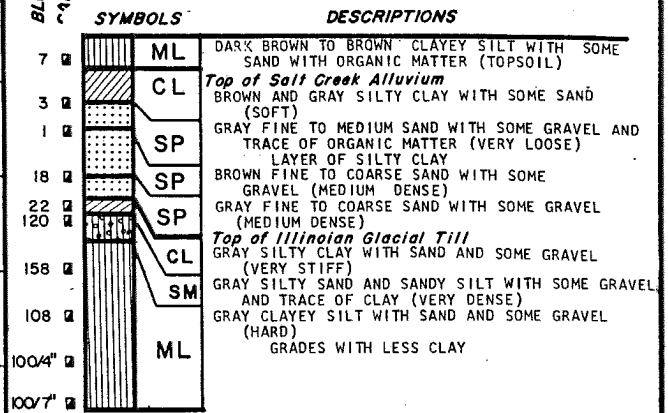 SYMBOLS DESCRIPTIONS
7 ML DARK BROWN TO BROWN CLAYEY SILT WITH SOME
SAND WITH ORGANIC MATTER (TOPSOIL)
CL Top of Salt Creek Alluvium
3 BROWN AND GRAY SILTY CLAY WITH SOME SAND
(SOFT)
1 SP GRAY FINE TO MEDIUM SAND WITH SOME GRAVEL AND
TRACE OF ORGANIC MATTER (VERY LOOSE)
LAYER OF SILTY CLAY
18 SP BROWN FINE TO COARSE SAND WITH SOME
GRAVEL (MEDIUM DENSE)
22 SP GRAY FINE TO COARSE SAND WITH SOME GRAVEL
120 (MEDIUM DENSE)
Top of Illinoian Glacial Till
CL GRAY SILTY CLAY WITH SAND AND SOME GRAVEL
158 (VERY STIFF)
SM GRAY SILTY SAND AND SANDY SILT WITH SOME GRAVEL
AND TRACE OF CLAY (VERY DENSE)
108 GRAY CLAYEY SILT WITH SAND AND SOME GRAVEL
(HARD)
ML GRADES WITH LESS CLAY
100/4"
100/7"